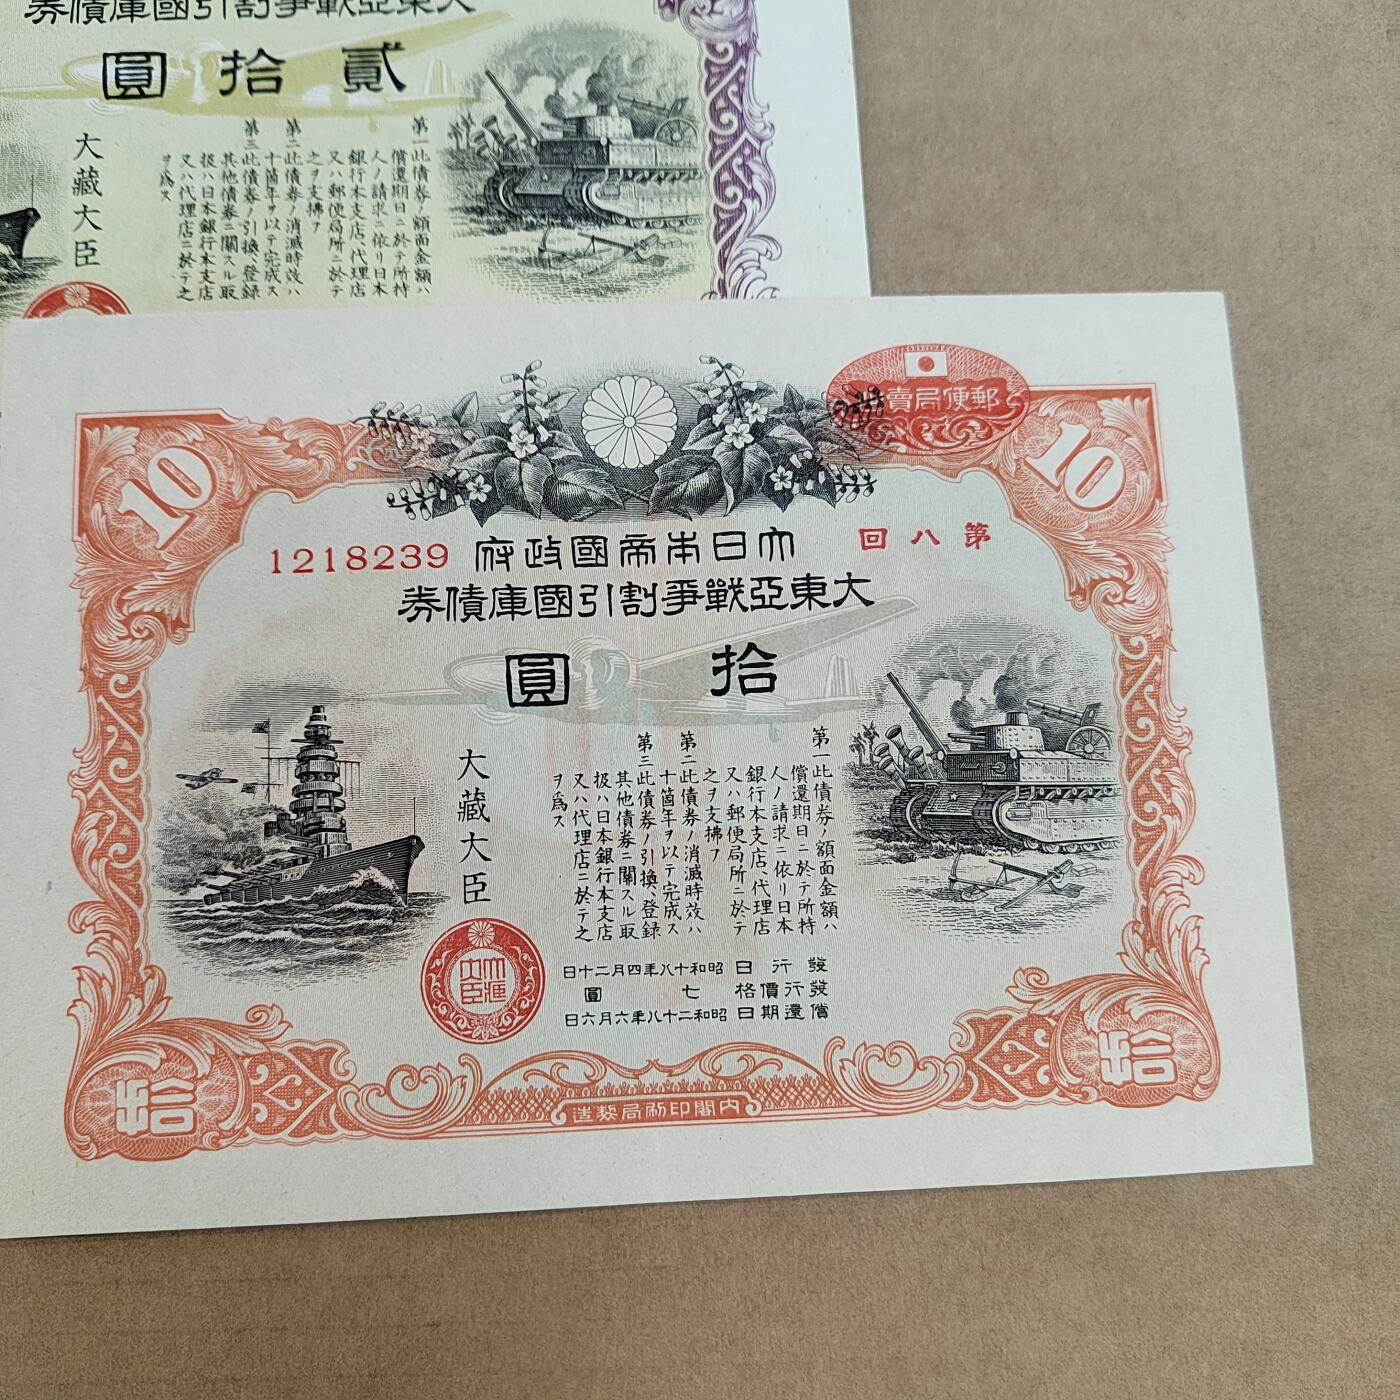 大東亞戰爭割引國庫債券
貳拾圓
第一此債券ノ額面金額ハ
償還期日ニ於テ所持
人ノ請求ニ依リ日本
銀行本支店、代理店
又ハ郵便局所ニ於テ
之ヲ支拂フ
第二此債券ノ消滅時效ハ
十箇年ヲ以テ完成ス
第三此債券ノ引換、登錄
其他債券ニ關スル取
扱ハ日本銀行本支店
又ハ代理店ニ於テ之
ヲ爲ス
大藏大臣
郵便局賣
10
10
第八回
1218239
大日本帝國政府
大東亞戰爭割引國庫債券
拾圓
第一此債券ノ額面金額ハ
償還期日ニ於テ所持
人ノ請求ニ依リ日本
銀行本支店、代理店
又ハ郵便局所ニ於テ
之ヲ支拂フ
第二此債券ノ消滅時效ハ
十箇年ヲ以テ完成ス
第三此債券ノ引換、登錄
其他債券ニ關スル取
扱ハ日本銀行本支店
又ハ代理店ニ於テ之
ヲ爲ス
大藏大臣
大藏大臣
發行日 昭和十八年四月二十日
發行價格 七圓
償還期日 昭和二十八年六月六日
拾
拾
內閣印刷局製造